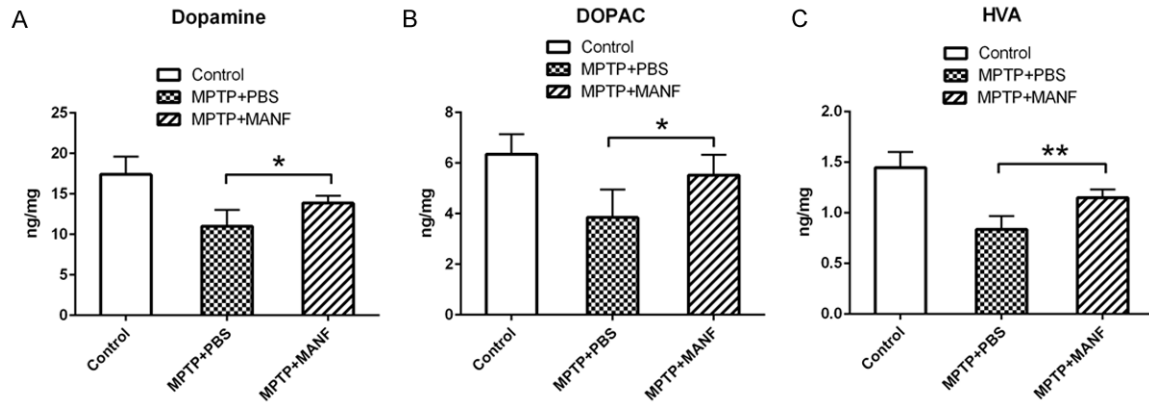 A
Dopamine
Control
MPTP+PBS
MPTP+MANF
25
20
15
10
5
0
ng/mg
*
Control
MPTP+PBS
MPTP+MANF
B
DOPAC
Control
MPTP+PBS
MPTP+MANF
8
6
4
2
0
ng/mg
*
Control
MPTP+PBS
MPTP+MANF
C
HVA
Control
MPTP+PBS
MPTP+MANF
2.0
1.5
1.0
0.5
0.0
ng/mg
**
Control
MPTP+PBS
MPTP+MANF